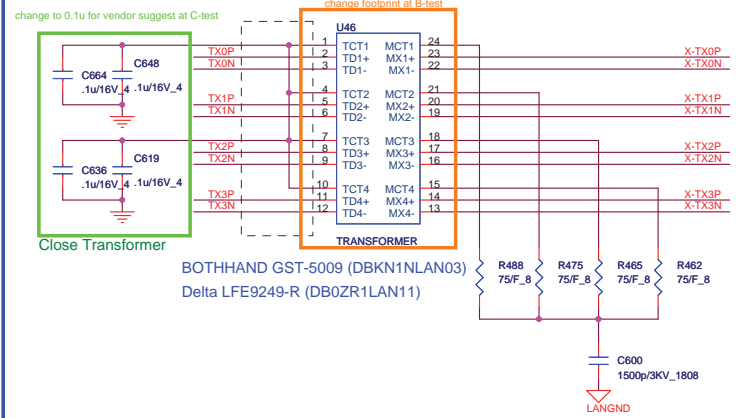 change to 0.1u for vendor suggest at C-test
change footprint at B-test
U46
TRANSFORMER
1 TCT1 MCT1 24
TX0P 2 TD1+ MX1+ 23 X-TX0P
TX0N 3 TD1- MX1- 22 X-TX0N
4 TCT2 MCT2 21
TX1P 5 TD2+ MX2+ 20 X-TX1P
TX1N 6 TD2- MX2- 19 X-TX1N
7 TCT3 MCT3 18
TX2P 8 TD3+ MX3+ 17 X-TX2P
TX2N 9 TD3- MX3- 16 X-TX2N
10 TCT4 MCT4 15
TX3P 11 TD4+ MX4+ 14 X-TX3P
TX3N 12 TD4- MX4- 13 X-TX3N
C664
.1u/16V_4
C648
.1u/16V_4
C636
.1u/16V_4
C619
.1u/16V_4
Close Transformer
BOTHHAND GST-5009 (DBKN1NLAN03)
Delta LFE9249-R (DB0ZR1LAN11)
R488
75/F_8
R475
75/F_8
R465
75/F_8
R462
75/F_8
C600
1500p/3KV_1808
LANGND